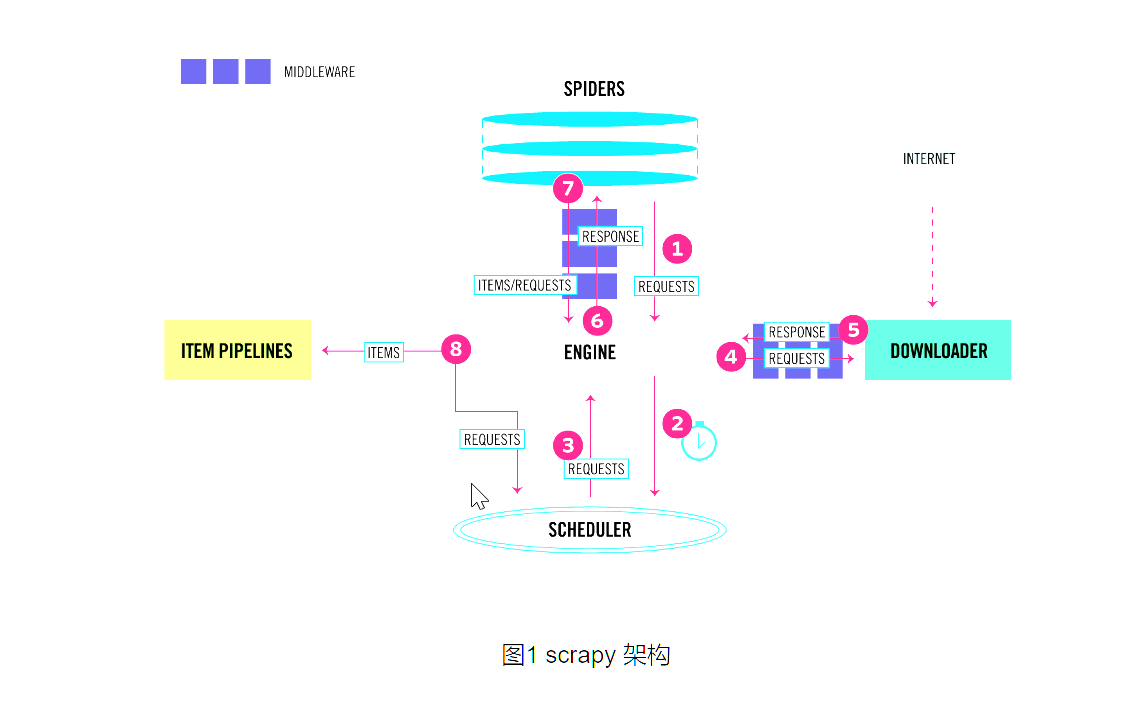 MIDDLEWARE
SPIDERS
INTERNET
7
RESPONSE
1
ITEMS/REQUESTS
REQUESTS
6
RESPONSE
5
ITEM PIPELINES
ITEMS
8
ENGINE
4
REQUESTS
DOWNLOADER
2
REQUESTS
3
REQUESTS
SCHEDULER
图1 scrapy 架构